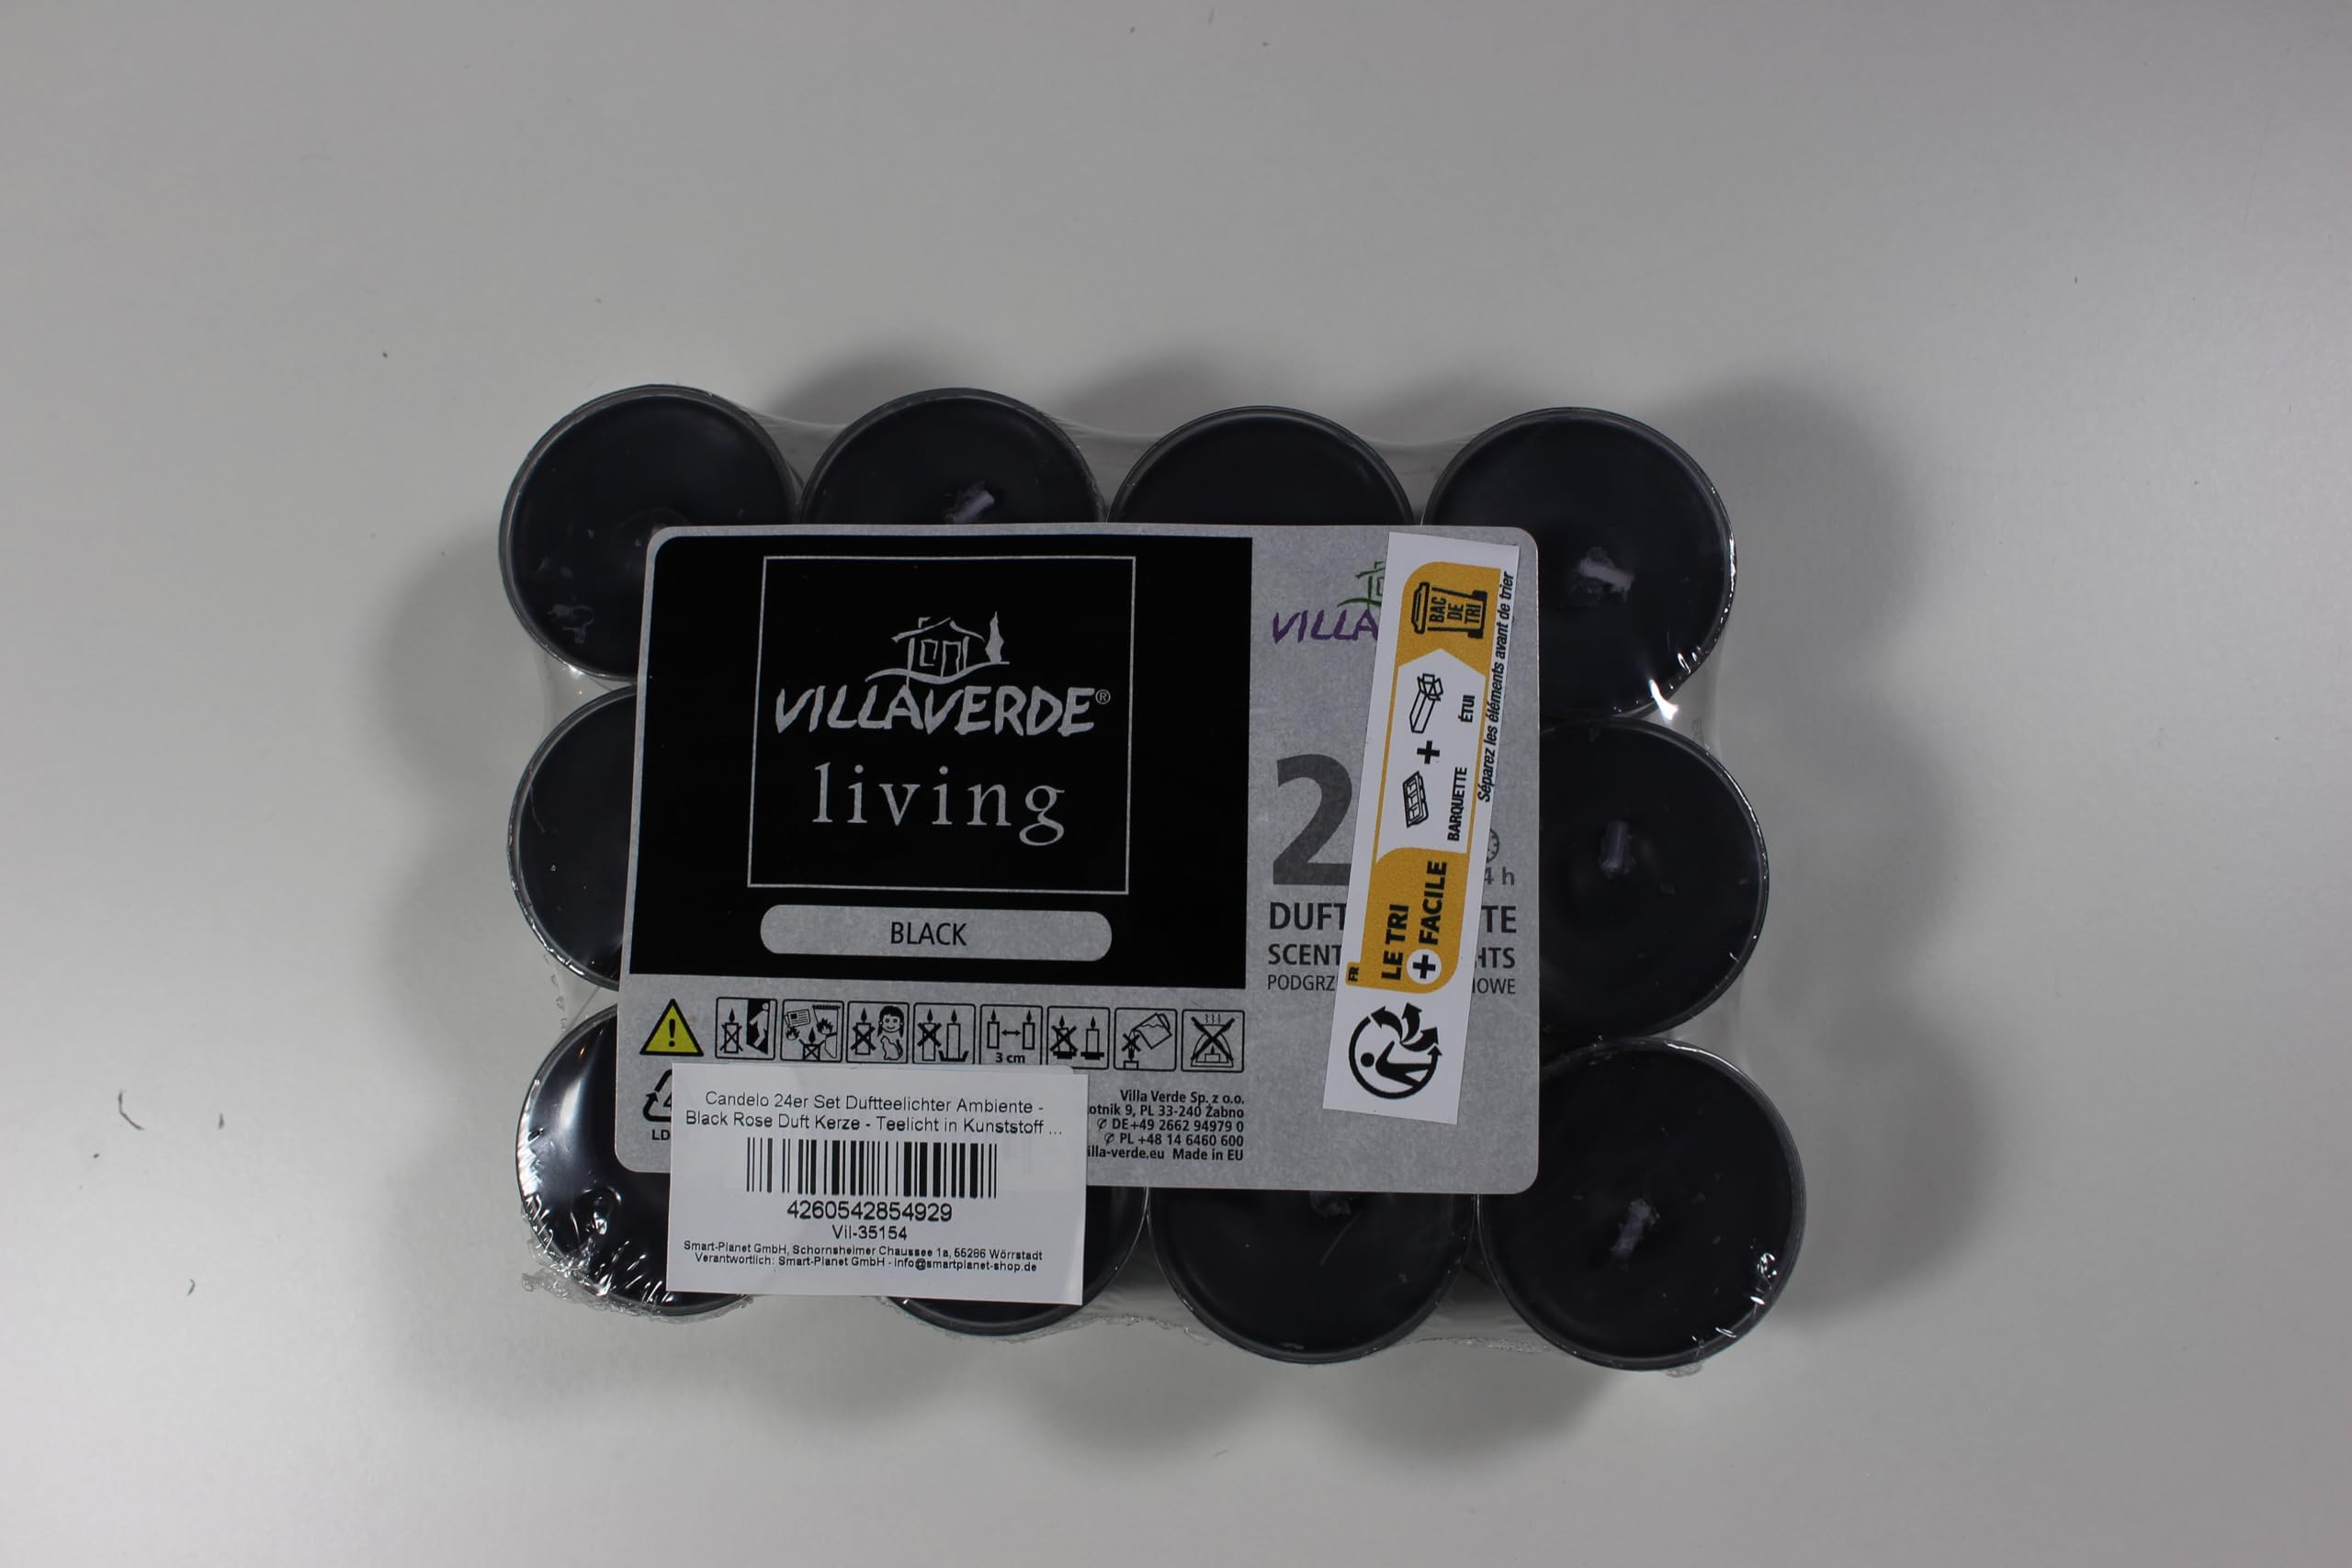 VILLAVERDE®
living
BLACK
3 cm
Villa Verde Sp. z o.o.
otnik 9, PL 33-240 Żabno
✆ DE+49 2662 94979 0
✆ PL +48 14 6460 600
illa-verde.eu Made in EU
LD
Candelo 24er Set Duftteelichter Ambiente -
Black Rose Duft Kerze - Teelicht in Kunststoff ...
4260542854929
Vil-35154
Smart-Planet GmbH, Schornsheimer Chaussee 1a, 55286 Wörrstadt
Verantwortlich: Smart-Planet GmbH - info@smartplanet-shop.de
VILLA
2
4 h
DUFT TE
SCENT HTS
PODGRZ OWE
FR
LE TRI
+ FACILE
BARQUETTE
+
ÉTUI
BAC
DE
TRI
Séparez les éléments avant de trier